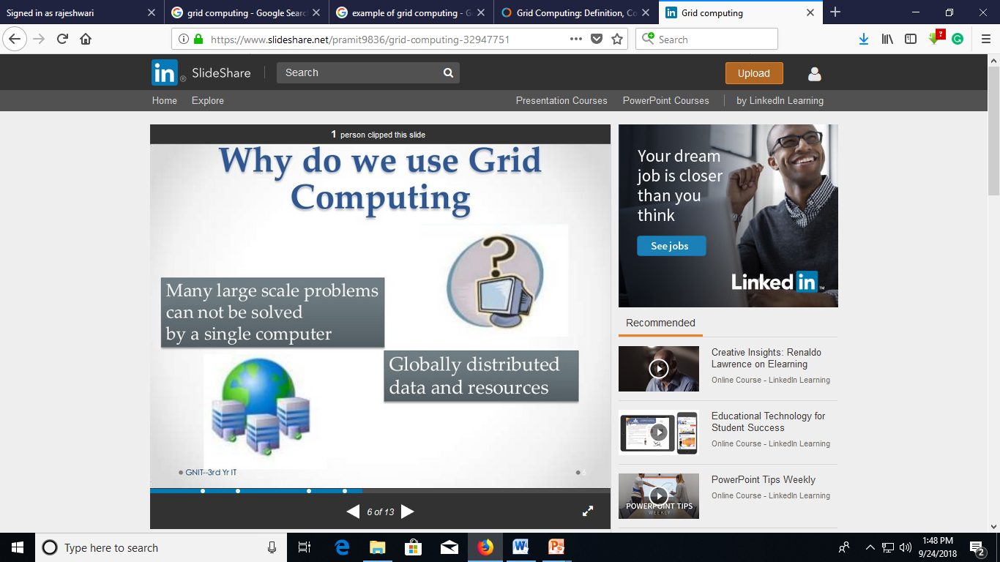 Signed in as rajeshwari
grid computing - Google Searc
example of grid computing - G
Grid Computing: Definition, Co
Grid computing
https://www.slideshare.net/pramit9836/grid-computing-32947751
Search
in ® SlideShare
Search
Upload
Home Explore
Presentation Courses PowerPoint Courses by LinkedIn Learning
1 person clipped this slide
Why do we use Grid
Computing
Many large scale problems
can not be solved
by a single computer
Globally distributed
data and resources
GNIT--3rd Yr IT
6
6 of 13
Your dream
job is closer
than you
think
See jobs
Linked in ™
Recommended
Creative Insights: Renaldo
Lawrence on Elearning
Online Course - LinkedIn Learning
Educational Technology for
Student Success
Online Course - LinkedIn Learning
POWERPOINT TIPS
WEEKLY
PowerPoint Tips Weekly
Online Course - LinkedIn Learning
Type here to search
1:48 PM
9/24/2018
2